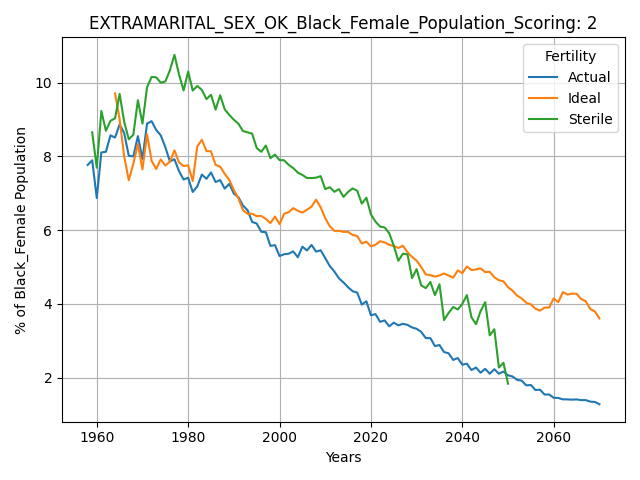 EXTRAMARITAL_SEX_OK_Black_Female_Population_Scoring: 2
Fertility
Actual
Ideal
Sterile
% of Black_Female Population
10
8
6
4
2
1960
1980
2000
2020
2040
2060
Years